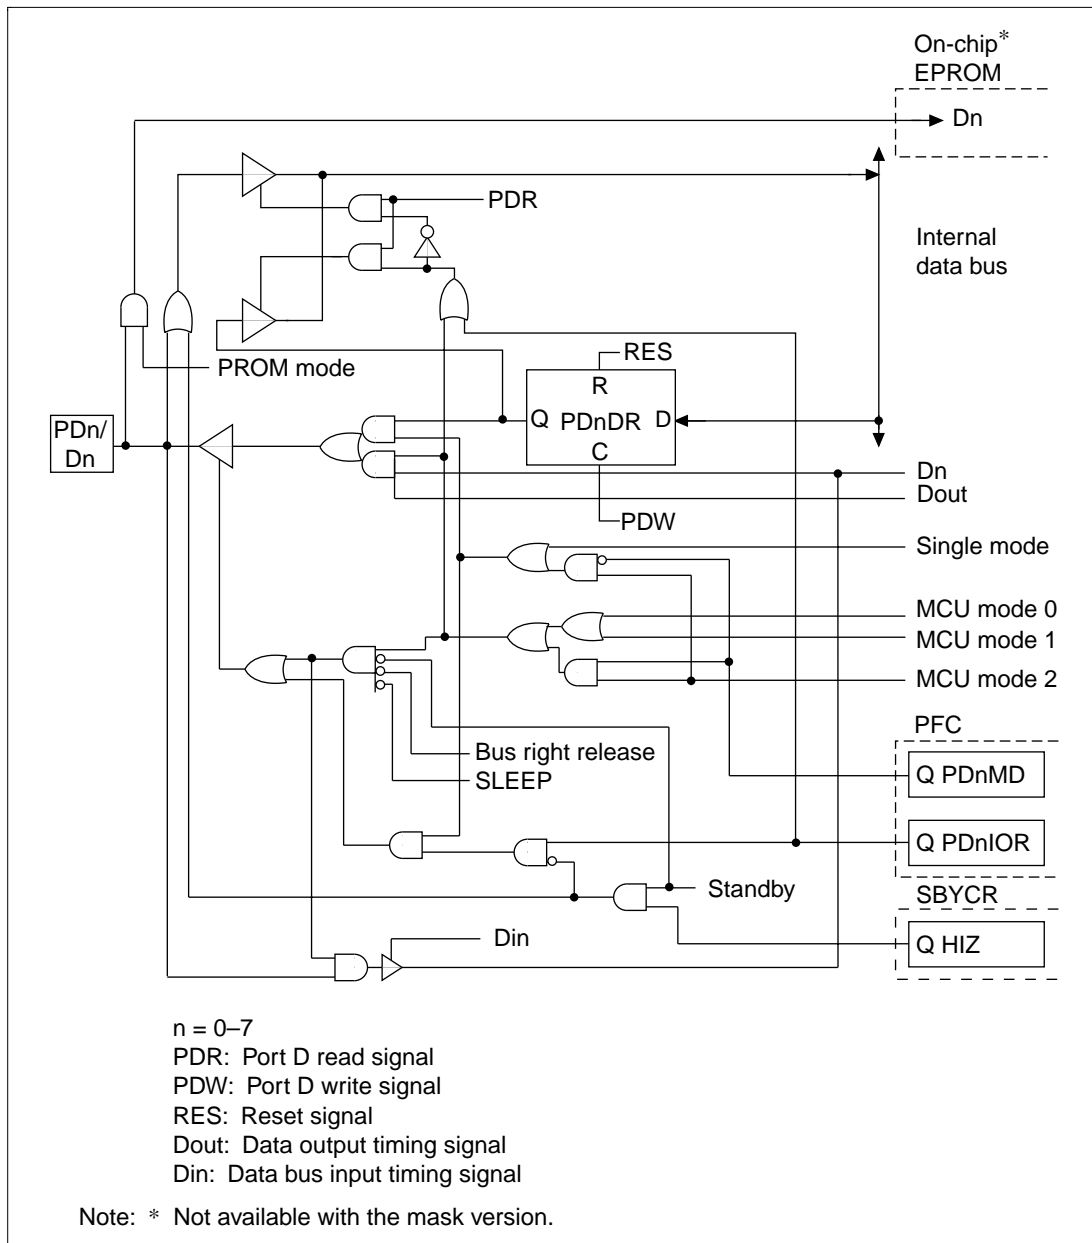 On-chip*
EPROM
Dn
PDR
Internal
data bus
PROM mode
RES
R
PDn/
Dn
Q PDnDR D
C
Dn
Dout
PDW
Single mode
MCU mode 0
MCU mode 1
MCU mode 2
PFC
Bus right release
SLEEP
Q PDnMD
Q PDnIOR
Standby
SBYCR
Din
Q HIZ
n = 0–7
PDR: Port D read signal
PDW: Port D write signal
RES: Reset signal
Dout: Data output timing signal
Din: Data bus input timing signal
Note: * Not available with the mask version.